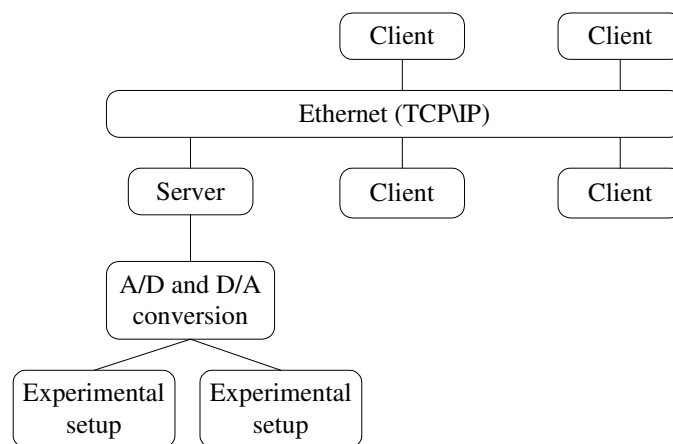 Client
Client
Ethernet (TCP\IP)
Server
Client
Client
A/D and D/A
conversion
Experimental
setup
Experimental
setup